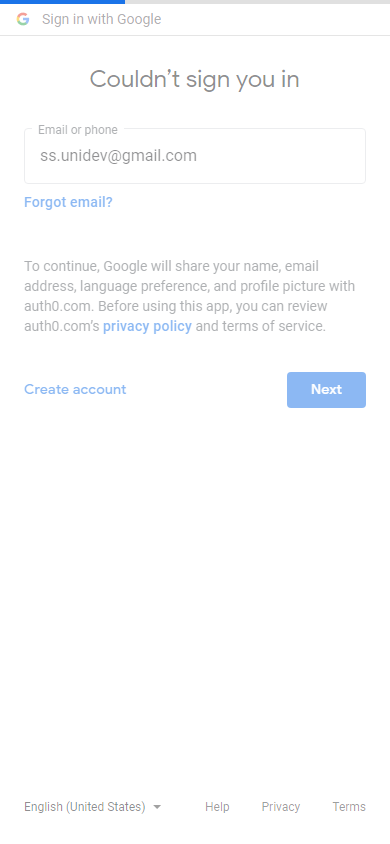 Sign in with Google
Couldn’t sign you in
Email or phone
ss.unidev@gmail.com
Forgot email?
To continue, Google will share your name, email
address, language preference, and profile picture with
auth0.com. Before using this app, you can review
auth0.com’s privacy policy and terms of service.
Create account
Next
English (United States)
Help
Privacy
Terms